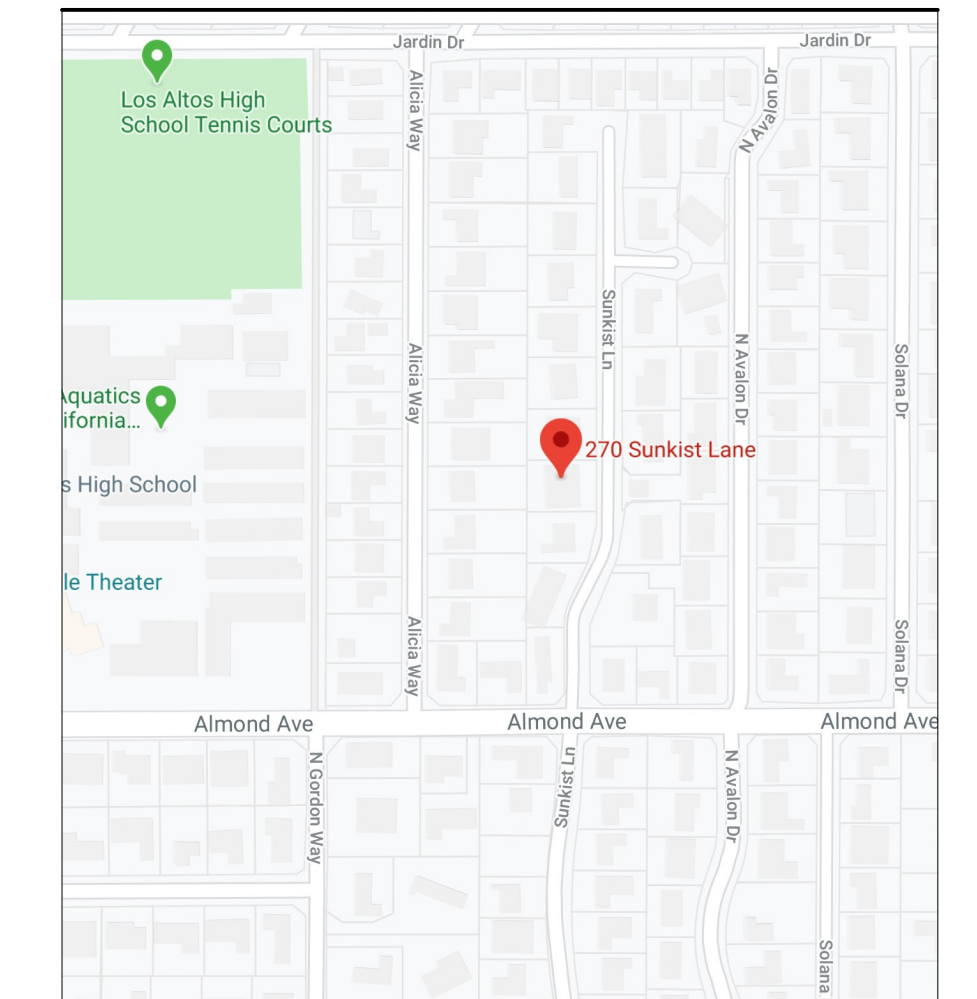 Jardin Dr
Jardin Dr
Los Altos High
School Tennis Courts
Alicia Way
N Avalon Dr
Sunkist Ln
Alicia Way
N Avalon Dr
Solana Dr
Aquatics
ifornia...
270 Sunkist Lane
s High School
le Theater
Alicia Way
Solana Dr
Almond Ave
Almond Ave
Almond Ave
N Gordon Way
Sunkist Ln
N Avalon Dr
Solana